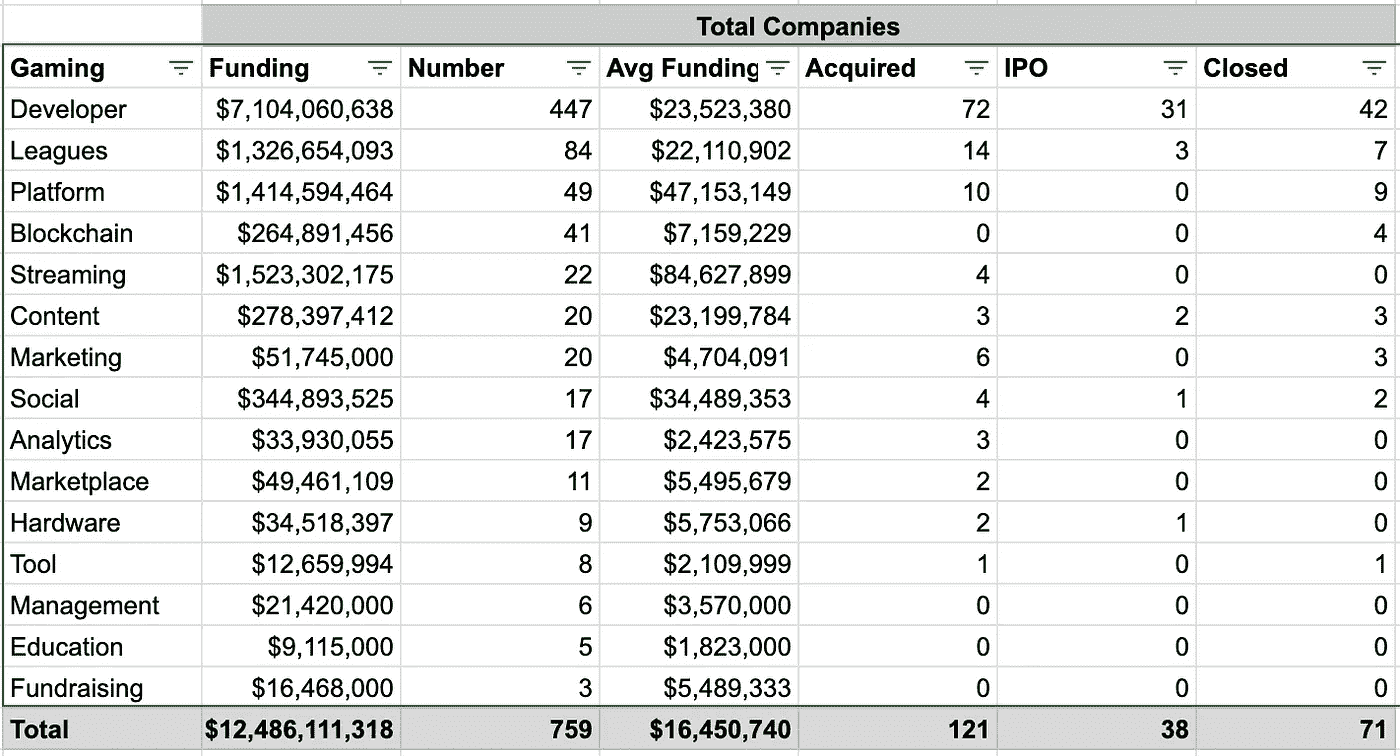 Total Companies
Gaming Funding Number Avg Funding Acquired IPO Closed
Developer $7,104,060,638 447 $23,523,380 72 31 42
Leagues $1,326,654,093 84 $22,110,902 14 3 7
Platform $1,414,594,464 49 $47,153,149 10 0 9
Blockchain $264,891,456 41 $7,159,229 0 0 4
Streaming $1,523,302,175 22 $84,627,899 4 0 0
Content $278,397,412 20 $23,199,784 3 2 3
Marketing $51,745,000 20 $4,704,091 6 0 3
Social $344,893,525 17 $34,489,353 4 1 2
Analytics $33,930,055 17 $2,423,575 3 0 0
Marketplace $49,461,109 11 $5,495,679 2 0 0
Hardware $34,518,397 9 $5,753,066 2 1 0
Tool $12,659,994 8 $2,109,999 1 0 1
Management $21,420,000 6 $3,570,000 0 0 0
Education $9,115,000 5 $1,823,000 0 0 0
Fundraising $16,468,000 3 $5,489,333 0 0 0
Total $12,486,111,318 759 $16,450,740 121 38 71